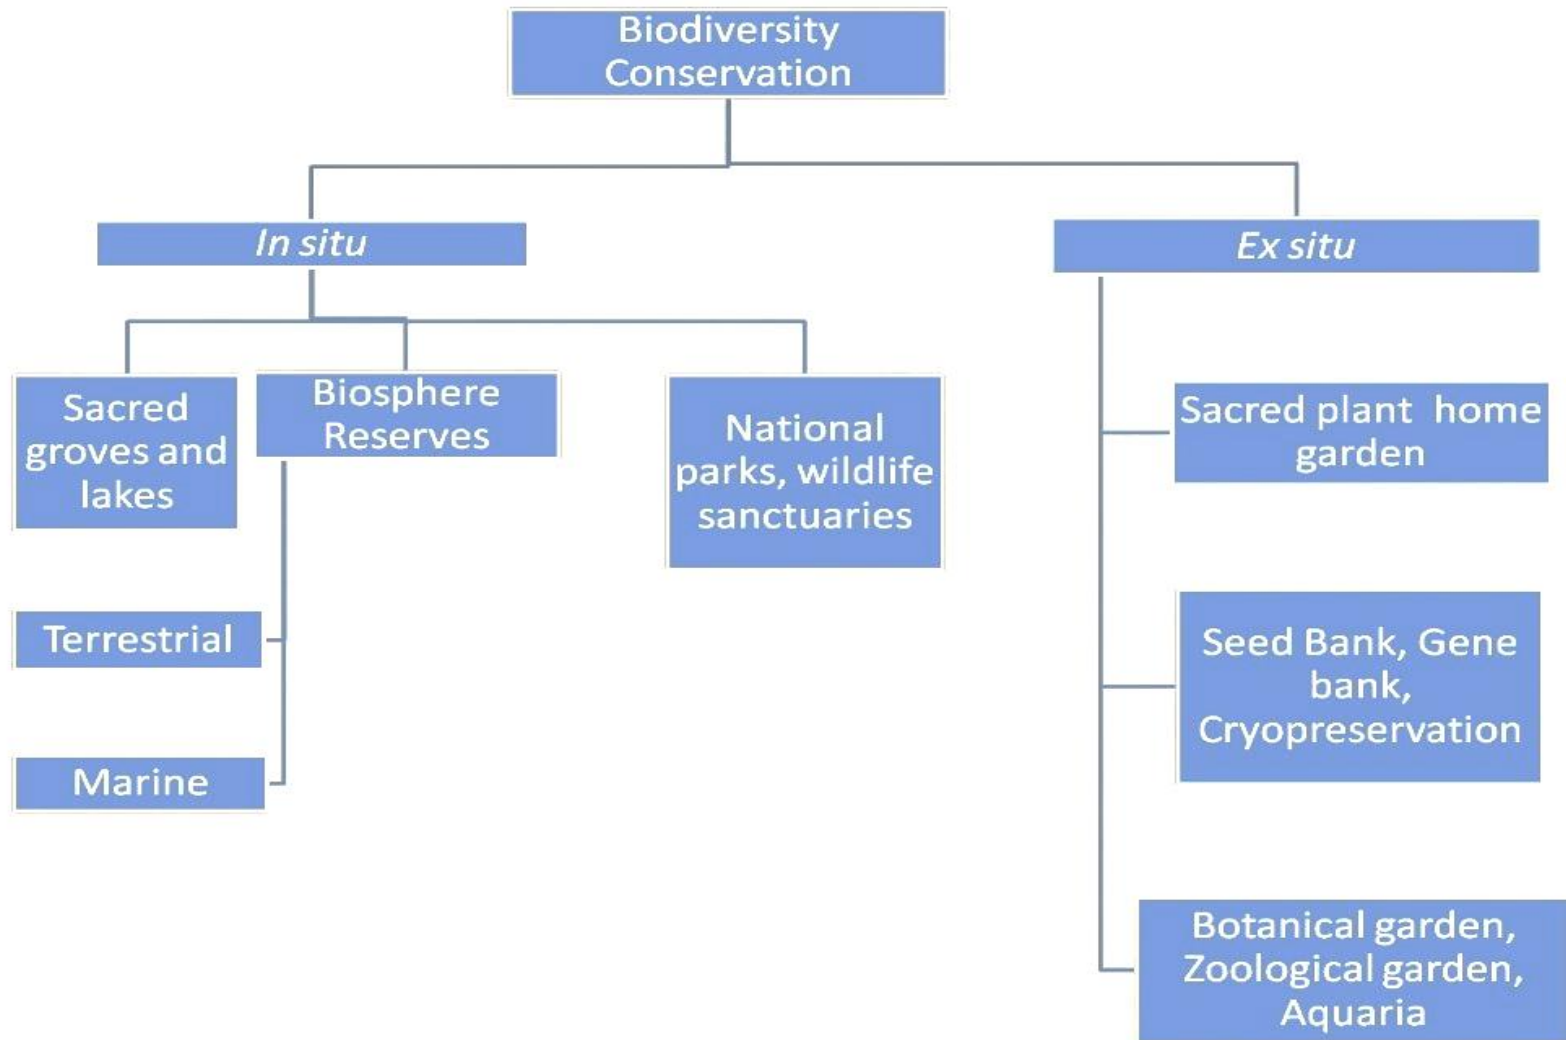 Biodiversity
Conservation
In situ
Ex situ
Sacred
groves and
lakes
Biosphere
Reserves
National
parks, wildlife
sanctuaries
Terrestrial
Marine
Sacred plant home
garden
Seed Bank, Gene
bank,
Cryopreservation
Botanical garden,
Zoological garden,
Aquaria